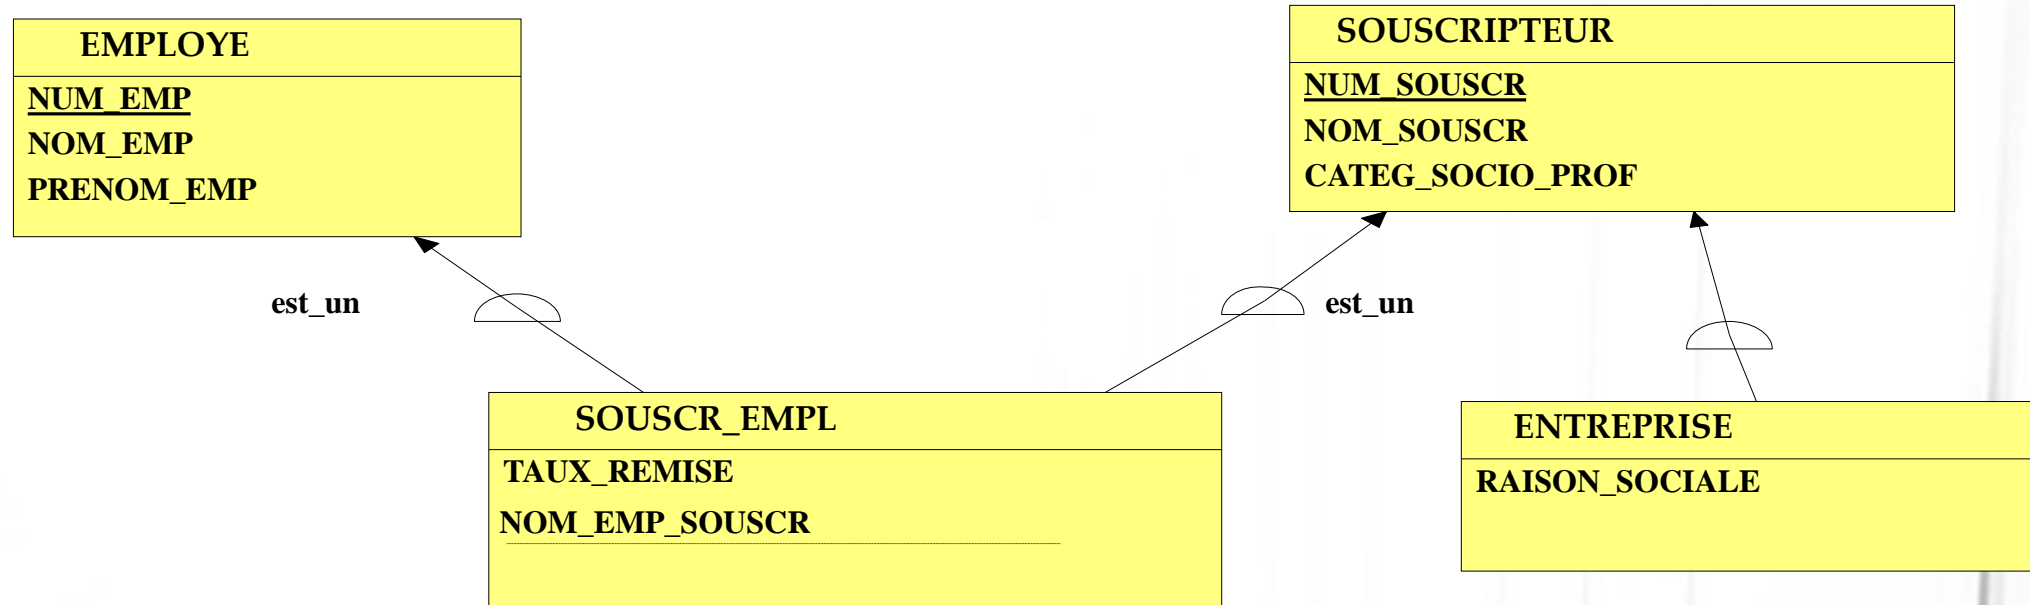 EMPLOYE
NUM_EMP
NOM_EMP
PRENOM_EMP
SOUSCRIPTEUR
NUM_SOUSCR
NOM_SOUSCR
CATEG_SOCIO_PROF
est_un
est_un
SOUSCR_EMPL
TAUX_REMISE
NOM_EMP_SOUSCR
ENTREPRISE
RAISON_SOCIALE